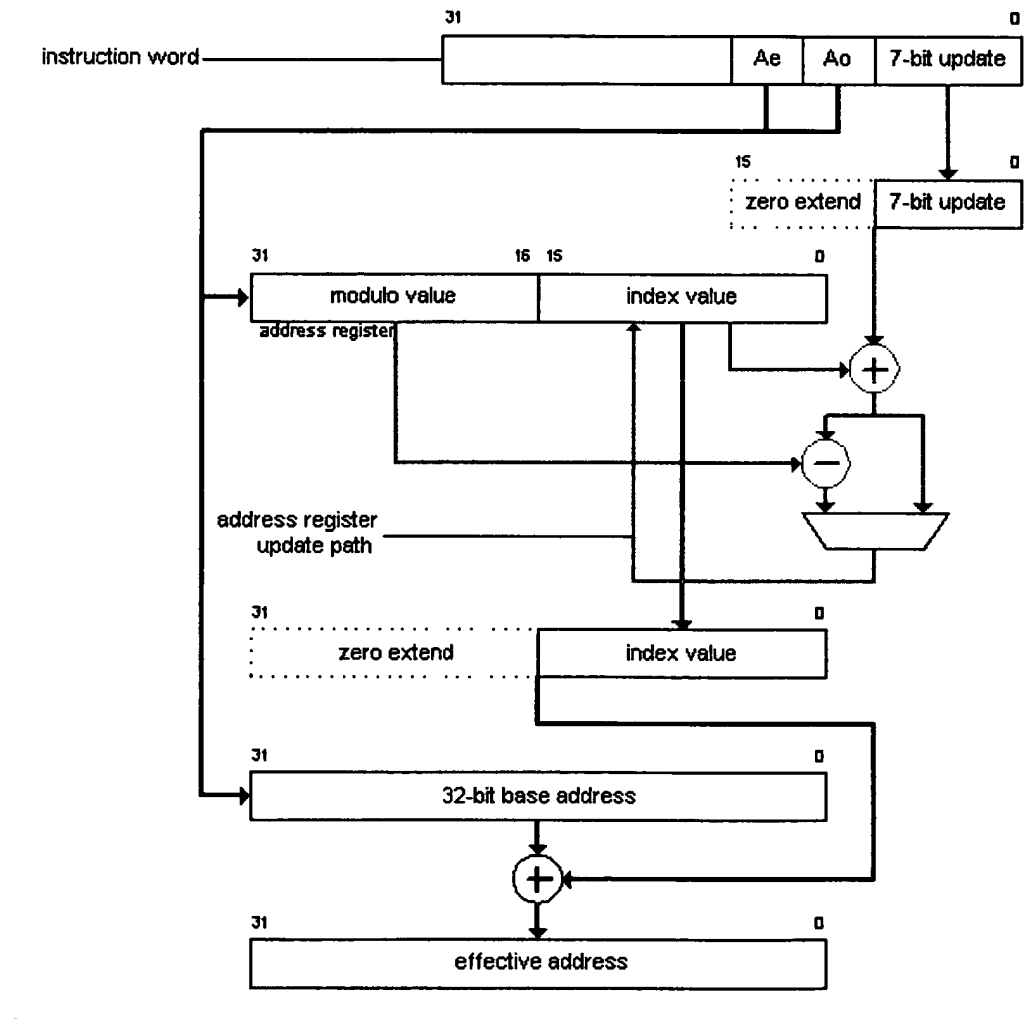 31 0
instruction word Ae Ao 7-bit update
15 0
zero extend 7-bit update
31 16 15 0
modulo value index value
address register
+
−
address register
update path
31 0
zero extend index value
31 0
32-bit base address
+
31 0
effective address